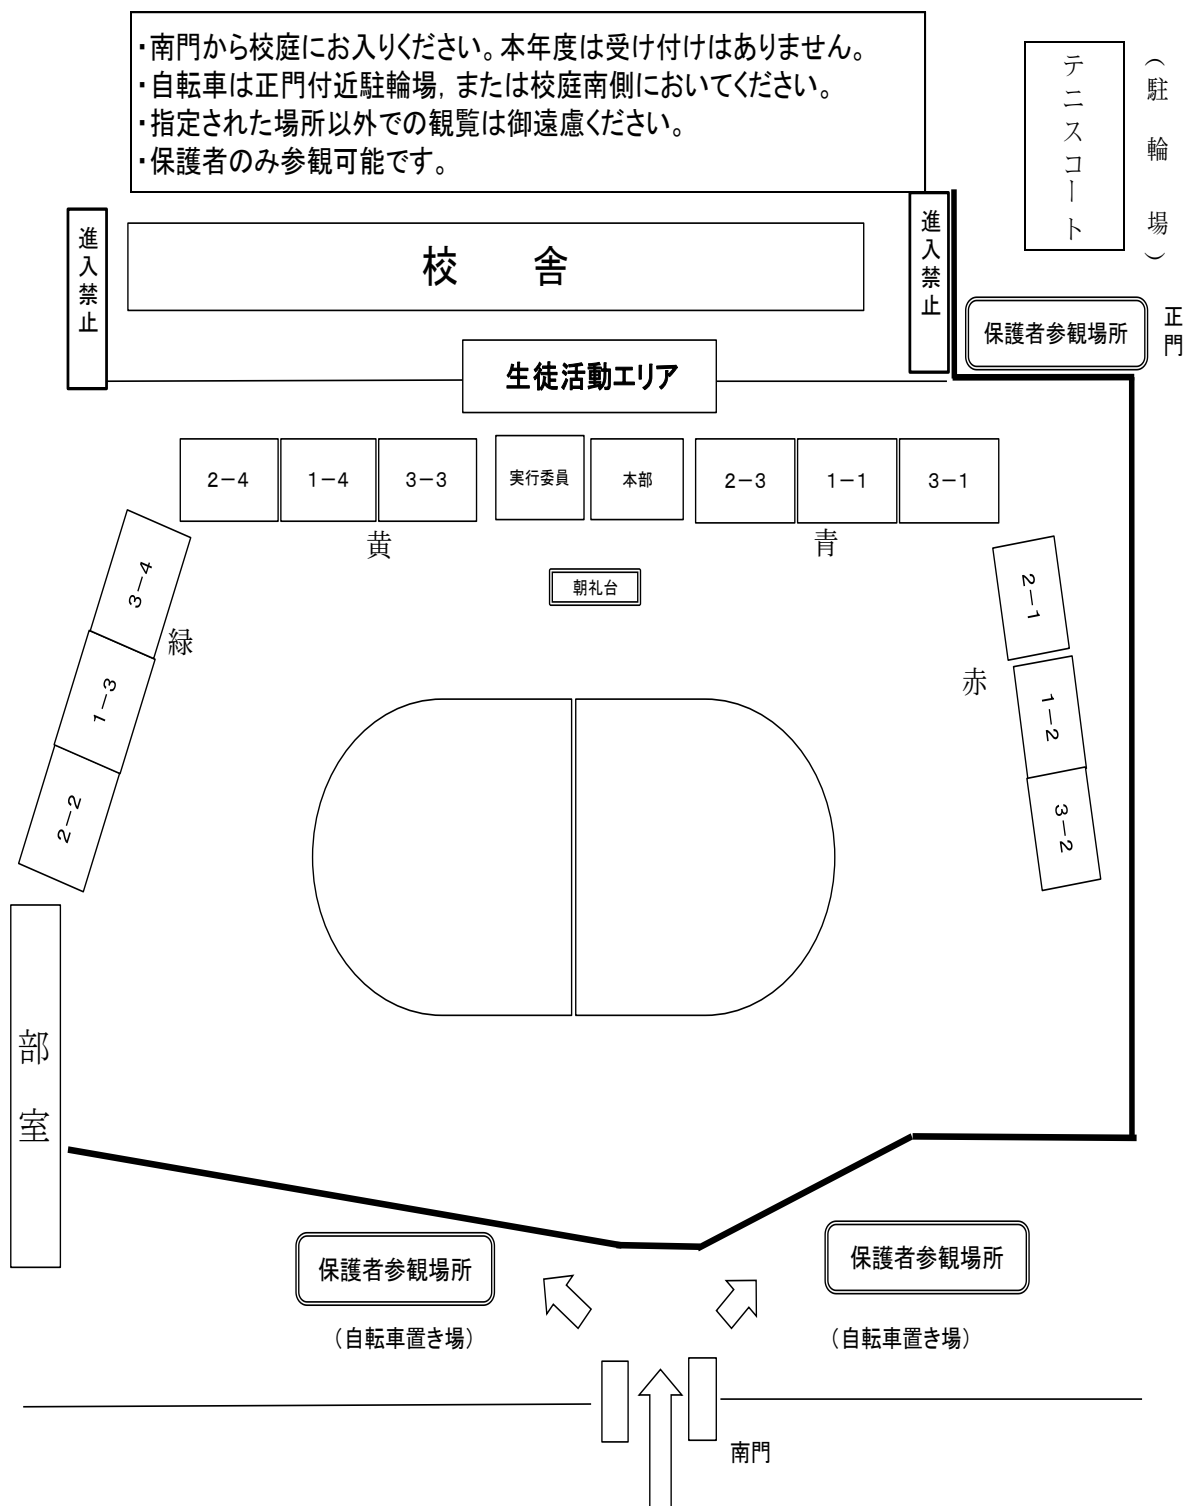 ・南門から校庭にお入りください。本年度は受け付けはありません。
・自転車は正門付近駐輪場，または校庭南側においてください。
・指定された場所以外での観覧は御遠慮ください。
・保護者のみ参観可能です。
テニスコート
（駐輪場）
進入禁止
校舎
進入禁止
保護者参観場所
正門
生徒活動エリア
2－4
1－4
3－3
実行委員
本部
2－3
1－1
3－1
黄
青
朝礼台
3－4
1－3
2－2
緑
2－1
1－2
3－2
赤
部室
保護者参観場所
（自転車置き場）
保護者参観場所
（自転車置き場）
南門